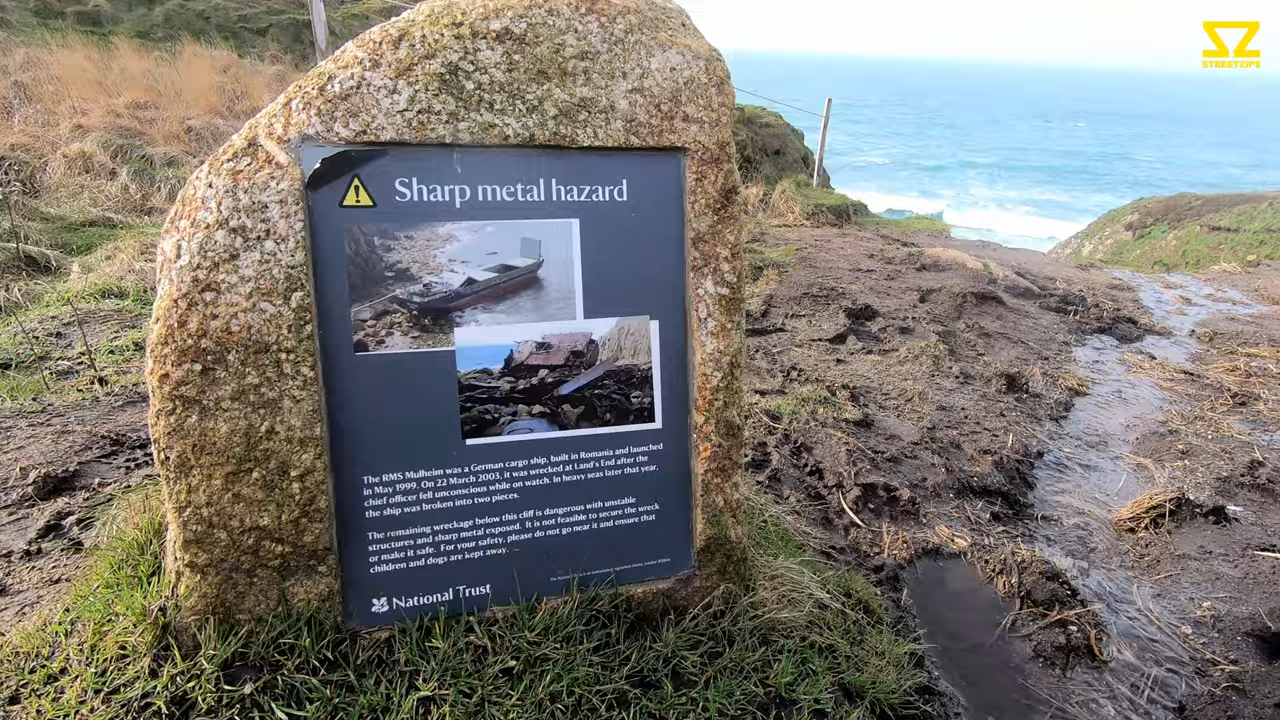 SZ
STREETZIPS
Sharp metal hazard
The RMS Mulheim was a German cargo ship, built in Romania and launched
in May 1999. On 22 March 2003, it was wrecked at Land's End after the
chief officer fell unconscious while on watch. In heavy seas later that year,
the ship was broken into two pieces.
The remaining wreckage below this cliff is dangerous with unstable
structures and sharp metal exposed. It is not feasible to secure the wreck
or make it safe. For your safety, please do not go near it and ensure that
children and dogs are kept away.
National Trust